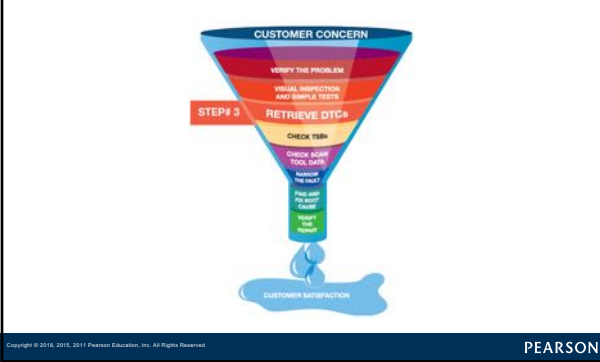 CUSTOMER CONCERN
VERIFY THE PROBLEM
VISUAL INSPECTION
AND SIMPLE TESTS
STEP# 3
RETRIEVE DTCs
CHECK TSBs
CHECK SCAN
TOOL DATA
NARROW
THE FAULT
FIND AND
FIX ROOT
CAUSE
VERIFY
THE
REPAIR
CUSTOMER SATISFACTION
Copyright © 2018, 2015, 2011 Pearson Education, Inc. All Rights Reserved
PEARSON